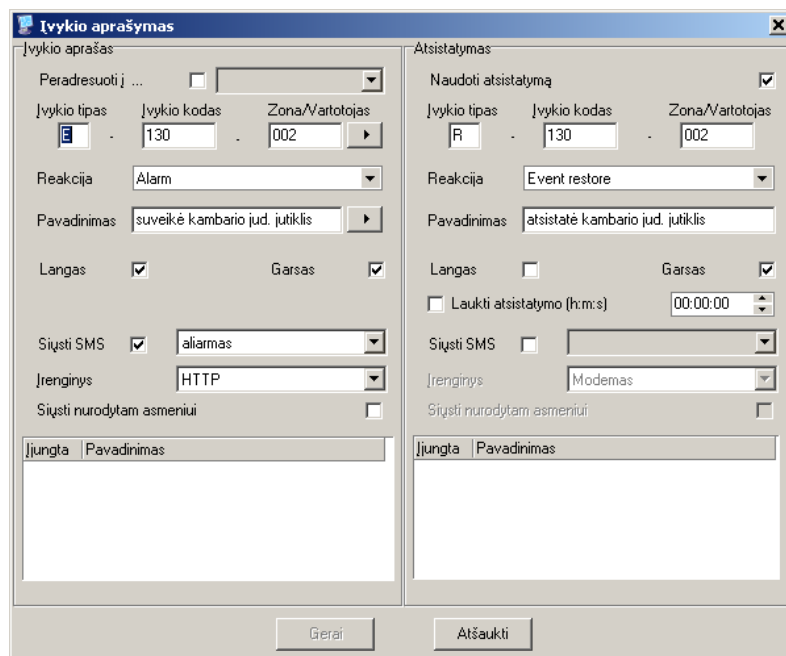 Įvykio aprašymas
Įvykio aprašas
Peradresuoti į ...
Įvykio tipas Įvykio kodas Zona/Vartotojas
E - 130 - 002
Reakcija Alarm
Pavadinimas suveikė kambario jud. jutiklis
Langas Garsas
Siųsti SMS aliarmas
Įrenginys HTTP
Siųsti nurodytam asmeniui
Įjungta Pavadinimas
Atsistatymas
Naudoti atsistatymą
Įvykio tipas Įvykio kodas Zona/Vartotojas
R - 130 - 002
Reakcija Event restore
Pavadinimas atsistatė kambario jud. jutiklis
Langas Garsas
Laukti atsistatymo (h:m:s) 00:00:00
Siųsti SMS
Įrenginys Modemas
Siųsti nurodytam asmeniui
Įjungta Pavadinimas
Gerai Atšaukti